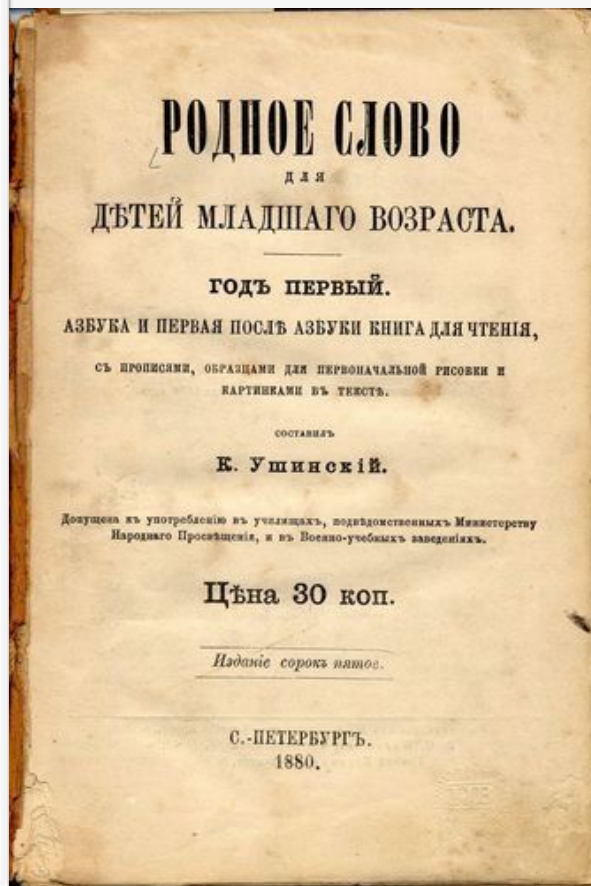 РОДНОЕ СЛОВО
ДЛЯ
ДѢТЕЙ МЛАДШАГО ВОЗРАСТА.
ГОДЪ ПЕРВЫЙ.
АЗБУКА И ПЕРВАЯ ПОСЛѢ АЗБУКИ КНИГА ДЛЯ ЧТЕНІЯ,
СЪ ПРОПИСЯМИ, ОБРАЗЦАМИ ДЛЯ ПЕРВОНАЧАЛЬНОЙ РИСОВКИ И
КАРТИНКАМИ ВЪ ТЕКСТѢ.
СОСТАВИЛЪ
К. Ушинскій.
Допущена къ употребленію въ училищахъ, подвѣдомственныхъ Министерству
Народнаго Просвѣщенія, и въ Военно-учебныхъ заведеніяхъ.
Цѣна 30 коп.
Изданіе сорокъ пятое.
С.-ПЕТЕРБУРГЪ.
1880.